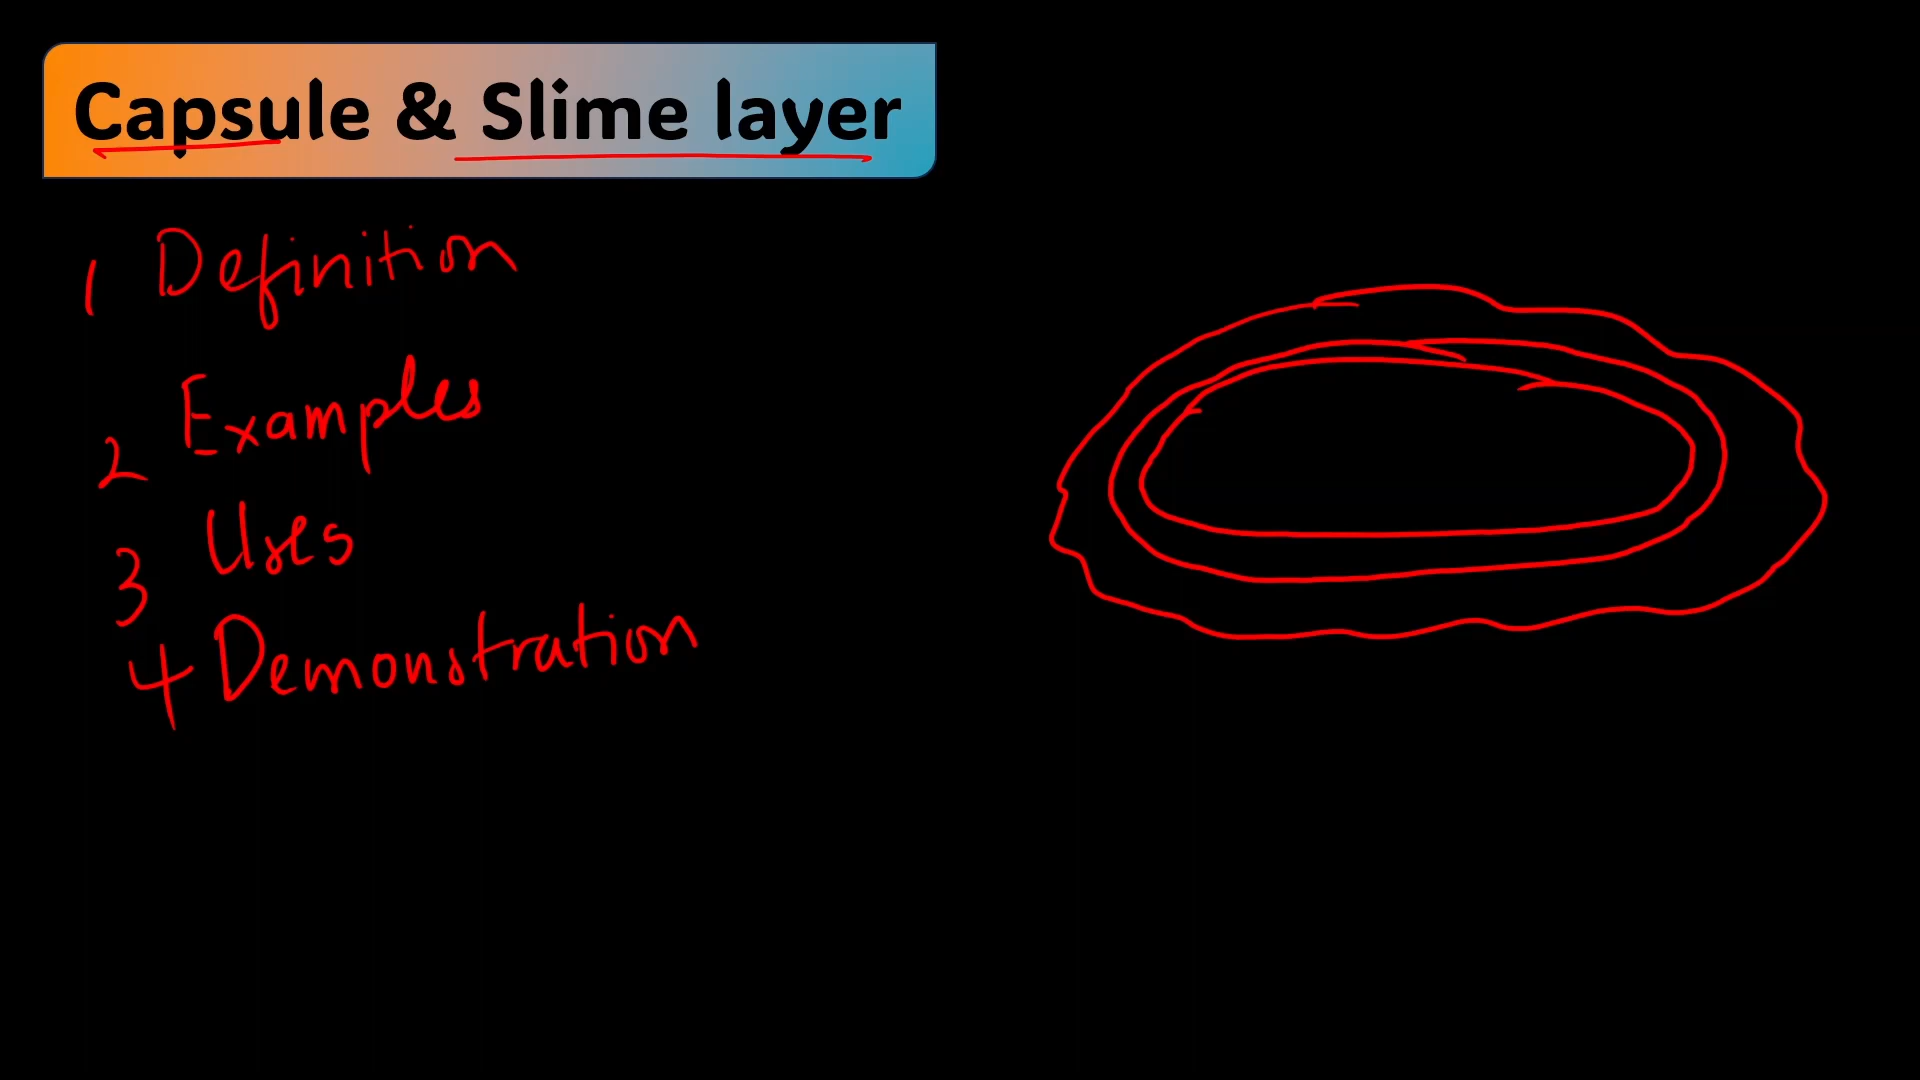 Capsule & Slime layer
1 Definition
2 Examples
3 Uses
4 Demonstration